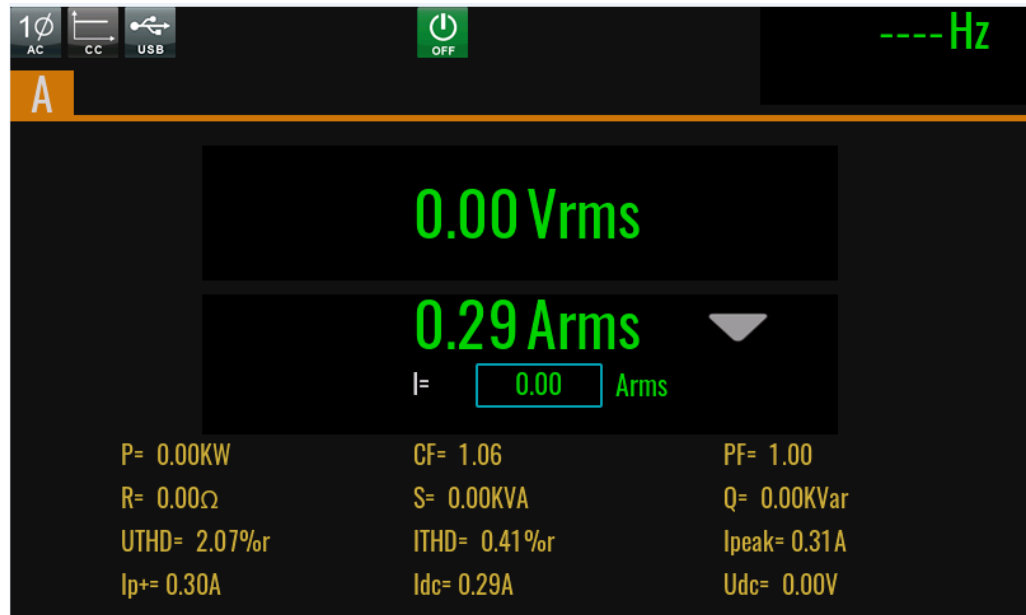 1Ø AC CC USB OFF ---- Hz
A
0.00 Vrms
0.29 Arms
I= 0.00 Arms
P= 0.00KW CF= 1.06 PF= 1.00
R= 0.00Ω S= 0.00KVA Q= 0.00KVar
UTHD= 2.07%r ITHD= 0.41%r Ipeak= 0.31A
Ip+= 0.30A Idc= 0.29A Udc= 0.00V